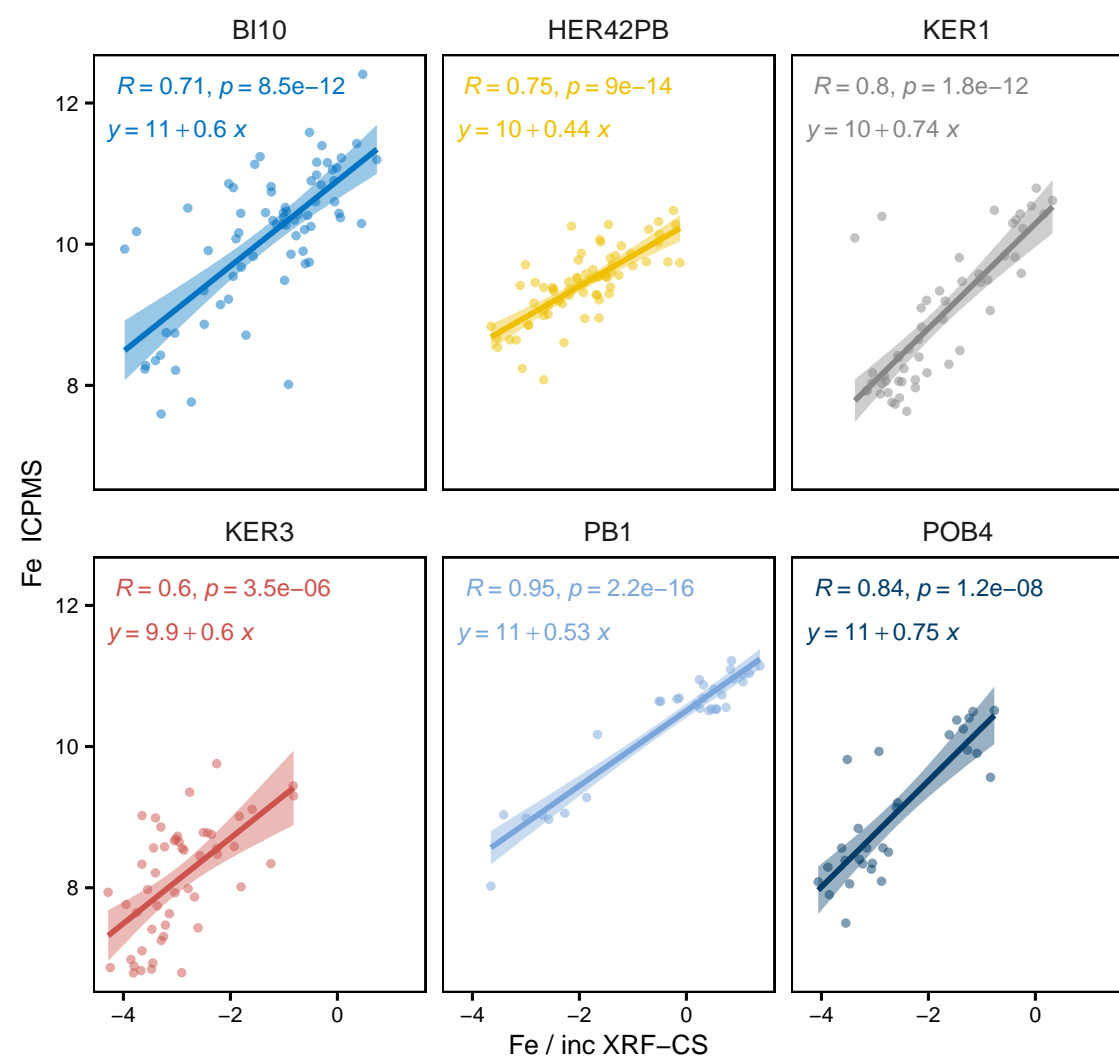 BI10
HER42PB
KER1
R = 0.71, p = 8.5e−12
y = 11 + 0.6 x
R = 0.75, p = 9e−14
y = 10 + 0.44 x
R = 0.8, p = 1.8e−12
y = 10 + 0.74 x
12
10
8
Fe ICPMS
KER3
PB1
POB4
R = 0.6, p = 3.5e−06
y = 9.9 + 0.6 x
R = 0.95, p = 2.2e−16
y = 11 + 0.53 x
R = 0.84, p = 1.2e−08
y = 11 + 0.75 x
12
10
8
−4 −2 0
−4 −2 0
−4 −2 0
Fe / inc XRF−CS